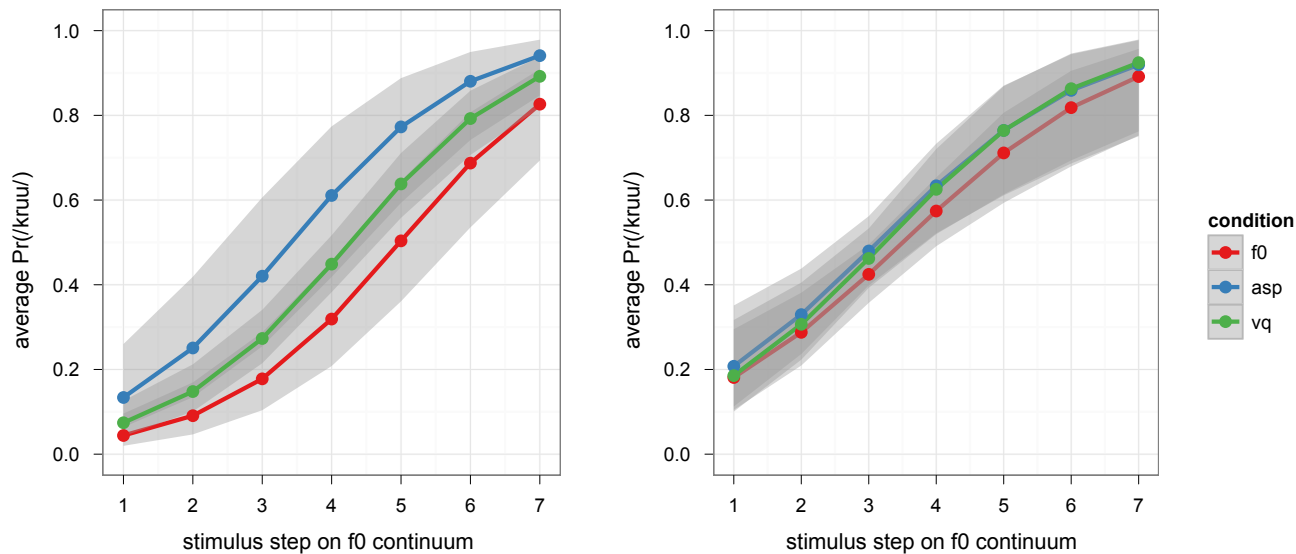 1.0
0.8
0.6
0.4
0.2
0.0
average Pr(/kruu/)
1 2 3 4 5 6 7
stimulus step on f0 continuum
1.0
0.8
0.6
0.4
0.2
0.0
average Pr(/kruu/)
1 2 3 4 5 6 7
stimulus step on f0 continuum
condition
f0
asp
vq